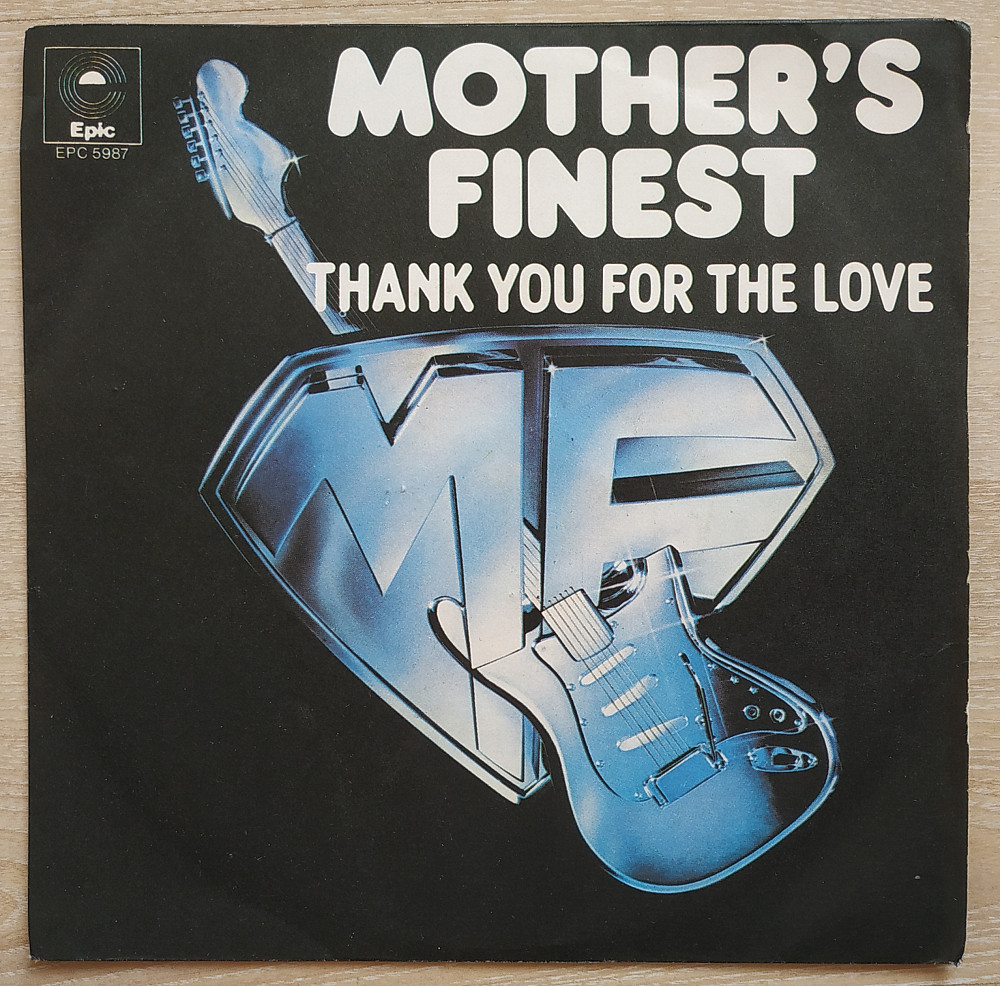 Epic
EPC 5987
MOTHER'S
FINEST
THANK YOU FOR THE LOVE
MF